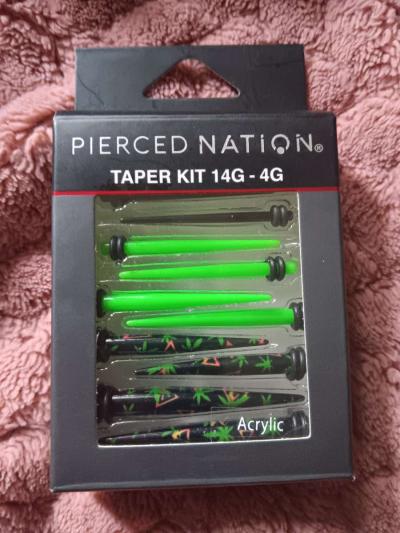 PIERCED NATION®
TAPER KIT 14G - 4G
Acrylic